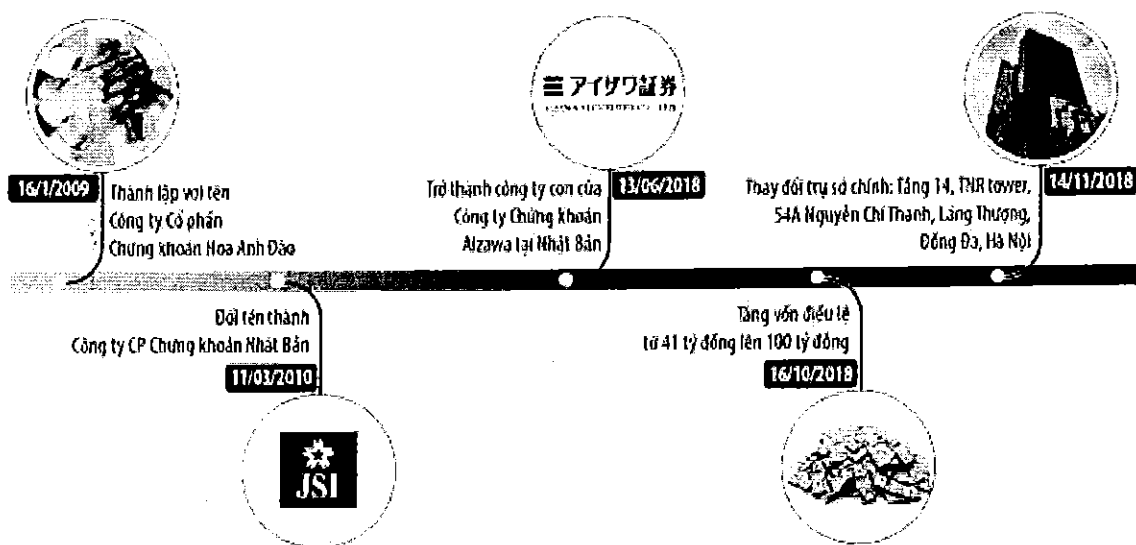 アイザワ証券
16/1/2009
Thành lập với tên
Công ty Cổ phần
Chứng khoán Hoa Anh Đào
Trở thành công ty con của
Công ty Chứng khoán
Aizawa tại Nhật Bản
13/06/2018
Thay đổi trụ sở chính: Tầng 14, TNR tower,
54A Nguyễn Chí Thanh, Láng Thượng,
Đống Đa, Hà Nội
14/11/2018
Đổi tên thành
Công ty CP Chứng khoán Nhật Bản
11/03/2010
Tăng vốn điều lệ
từ 41 tỷ đồng lên 100 tỷ đồng
16/10/2018
JSI